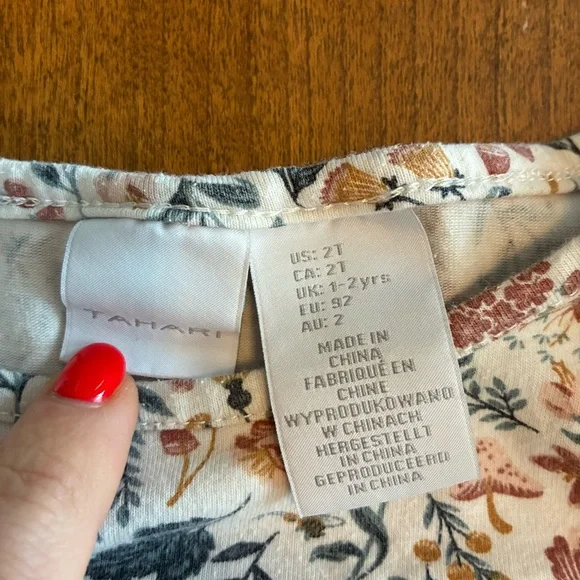 TAHARI
US: 2T
CA: 2T
UK: 1-2yrs
EU: 92
AU: 2
MADE IN
CHINA
FABRIQUÉ EN
CHINE
WYPRODUKOWANO
W CHINACH
HERGESTELLT
IN CHINA
GEPRODUCEERD
IN CHINA